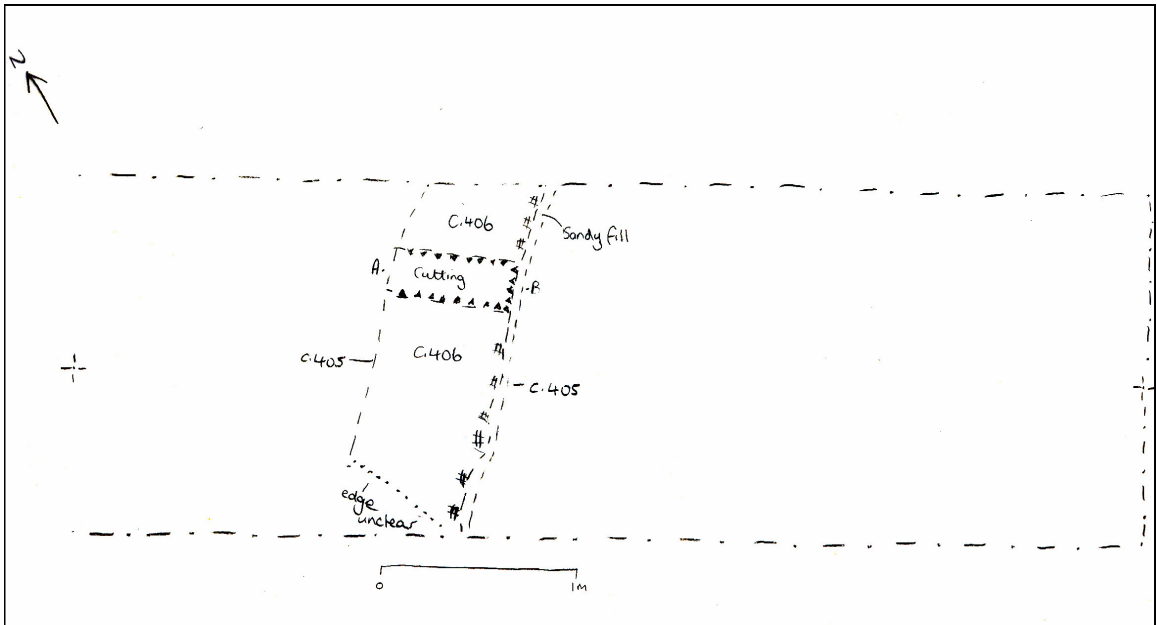 N
C.406
Sandy fill
A.
Cutting
.B
C.405
C.406
C.405
edge
unclear
0
1m